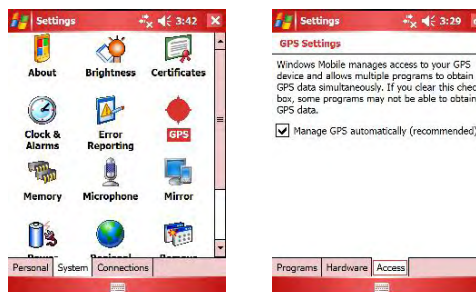 Settings 3:42
About Brightness Certificates
Clock & Alarms Error Reporting GPS
Memory Microphone Mirror
Power Regional Remove
Personal System Connections
Settings 3:29
GPS Settings
Windows Mobile manages access to your GPS
device and allows multiple programs to obtain
GPS data simultaneously. If you clear this chec
box, some programs may not be able to obtain
GPS data.
Manage GPS automatically (recommended)
Programs Hardware Access